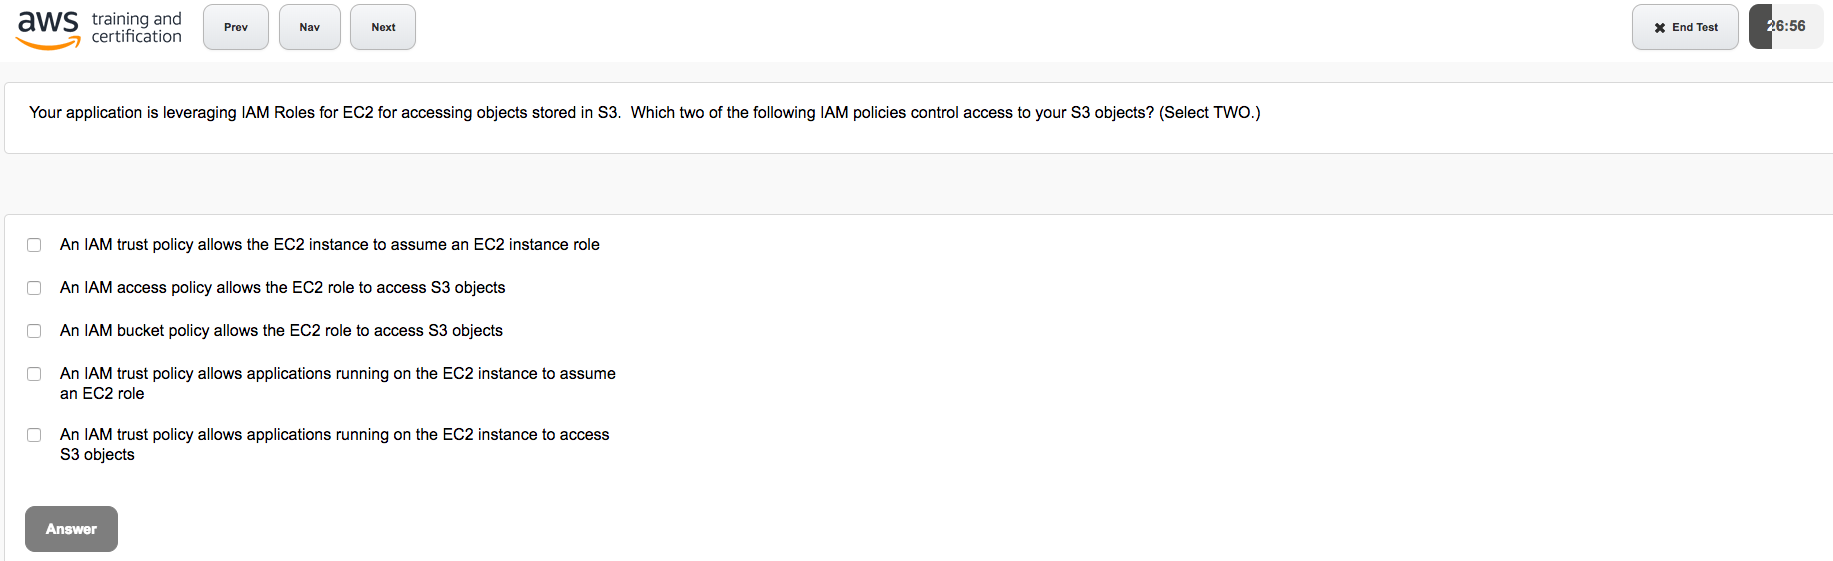 aws training and certification
Prev
Nav
Next
✖ End Test
26:56
Your application is leveraging IAM Roles for EC2 for accessing objects stored in S3.  Which two of the following IAM policies control access to your S3 objects? (Select TWO.)
An IAM trust policy allows the EC2 instance to assume an EC2 instance role
An IAM access policy allows the EC2 role to access S3 objects
An IAM bucket policy allows the EC2 role to access S3 objects
An IAM trust policy allows applications running on the EC2 instance to assume
an EC2 role
An IAM trust policy allows applications running on the EC2 instance to access
S3 objects
Answer